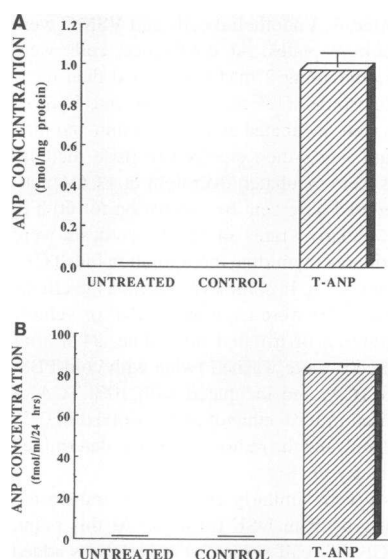 A
ANP CONCENTRATION
(fmol/mg protein)
1.2
1.0
0.8
0.6
0.4
0.2
0.0
UNTREATED CONTROL T-ANP
B
ANP CONCENTRATION
(fmol/ml/24 hrs)
100
80
60
40
20
0
UNTREATED CONTROL T-ANP